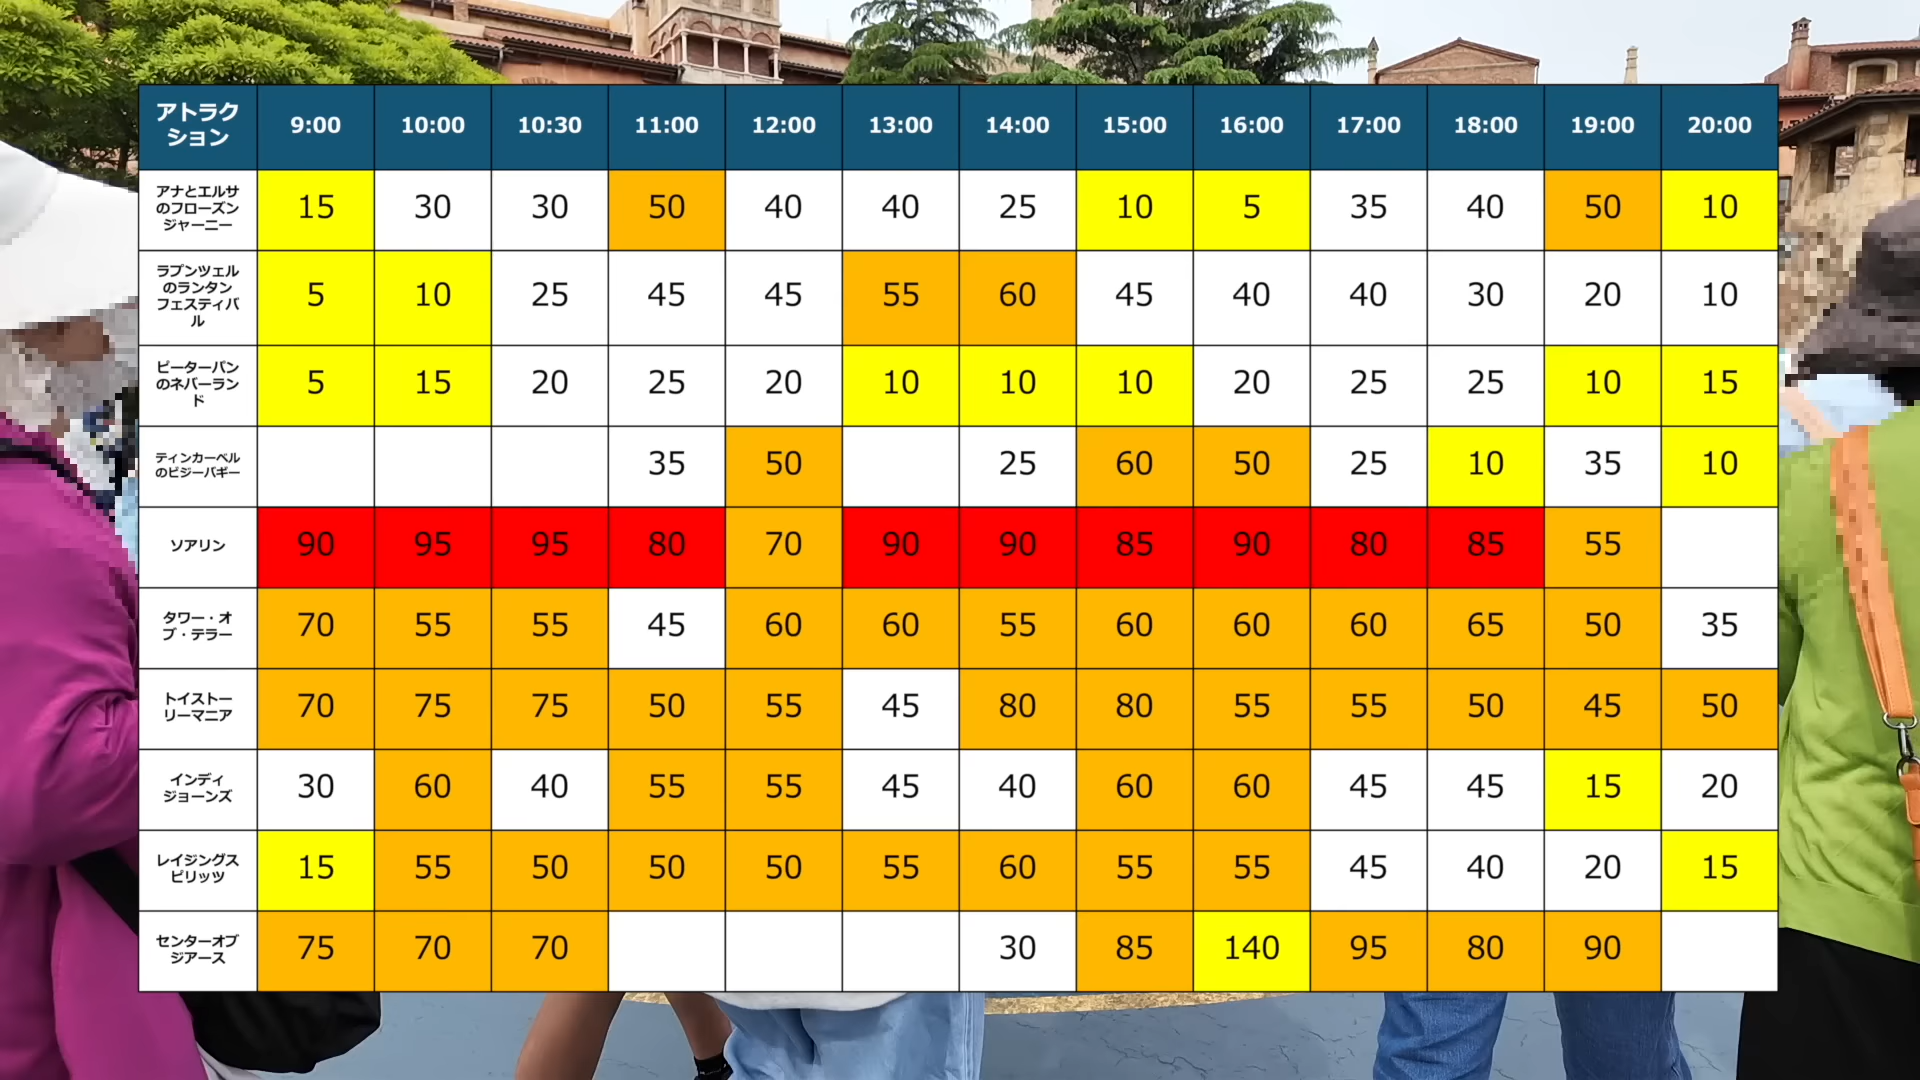 アトラク
ション 9:00 10:00 10:30 11:00 12:00 13:00 14:00 15:00 16:00 17:00 18:00 19:00 20:00
アナとエルサ
のフローズン
ジャーニー 15 30 30 50 40 40 25 10 5 35 40 50 10
ラプンツェル
のランタン
フェスティバ
ル 5 10 25 45 45 55 60 45 40 40 30 20 10
ピーターパン
のネバーラン
ド 5 15 20 25 20 10 10 10 20 25 25 10 15
ティンカーベル
のビジーバギー 35 50 25 60 50 25 10 35 10
ソアリン 90 95 95 80 70 90 90 85 90 80 85 55
タワー・オ
ブ・テラー 70 55 55 45 60 60 55 60 60 60 65 50 35
トイストー
リーマニア 70 75 75 50 55 45 80 80 55 55 50 45 50
インディ
ジョーンズ 30 60 40 55 55 45 40 60 60 45 45 15 20
レイジングス
ピリッツ 15 55 50 50 50 55 60 55 55 45 40 20 15
センターオブ
ジアース 75 70 70 30 85 140 95 80 90